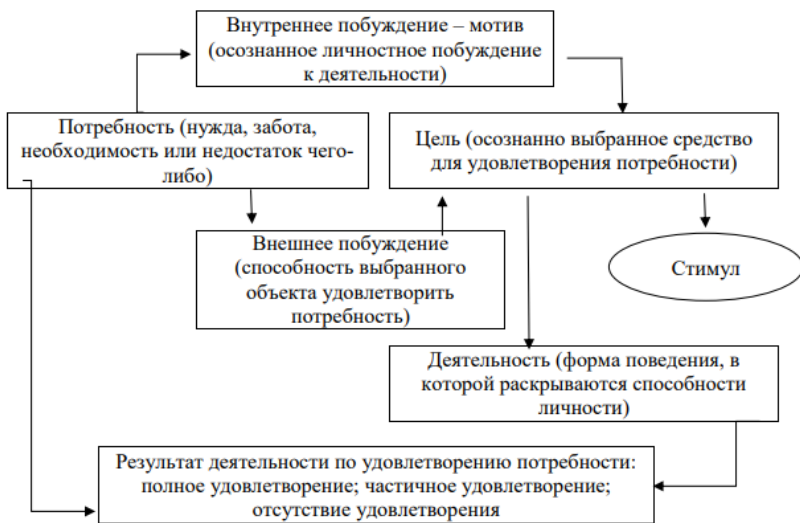 Внутреннее побуждение – мотив
(осознанное личностное побуждение
к деятельности)
Потребность (нужда, забота,
необходимость или недостаток чего-
либо)
Цель (осознанно выбранное средство
для удовлетворения потребности)
Внешнее побуждение
(способность выбранного
объекта удовлетворить
потребность)
Стимул
Деятельность (форма поведения, в
которой раскрываются способности
личности)
Результат деятельности по удовлетворению потребности:
полное удовлетворение; частичное удовлетворение;
отсутствие удовлетворения